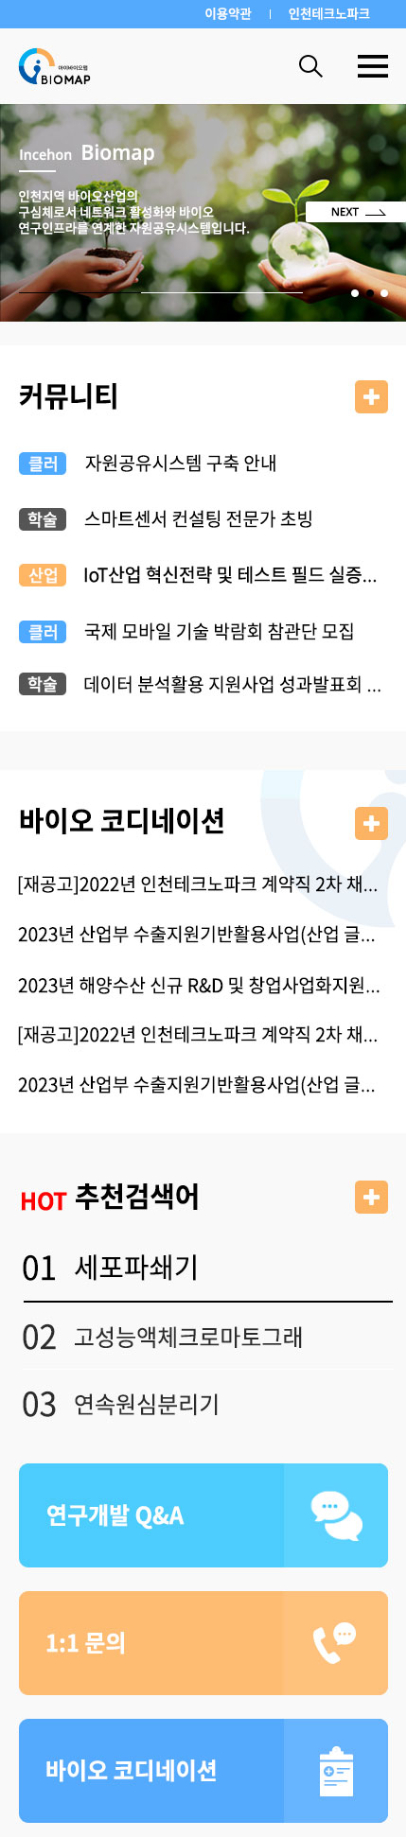 이용약관 | 인천테크노파크
마이바이오맵
BIOMAP
Incehon Biomap
인천지역 바이오산업의
구심체로서 네트워크 활성화와 바이오
연구인프라를 연계한 자원공유시스템입니다.
NEXT
커뮤니티
클러 자원공유시스템 구축 안내
학술 스마트센서 컨설팅 전문가 초빙
산업 IoT산업 혁신전략 및 테스트 필드 실증...
클러 국제 모바일 기술 박람회 참관단 모집
학술 데이터 분석활용 지원사업 성과발표회 ...
바이오 코디네이션
[재공고]2022년 인천테크노파크 계약직 2차 채...
2023년 산업부 수출지원기반활용사업(산업 글...
2023년 해양수산 신규 R&D 및 창업사업화지원...
[재공고]2022년 인천테크노파크 계약직 2차 채...
2023년 산업부 수출지원기반활용사업(산업 글...
HOT 추천검색어
01 세포파쇄기
02 고성능액체크로마토그래
03 연속원심분리기
연구개발 Q&A
1:1 문의
바이오 코디네이션